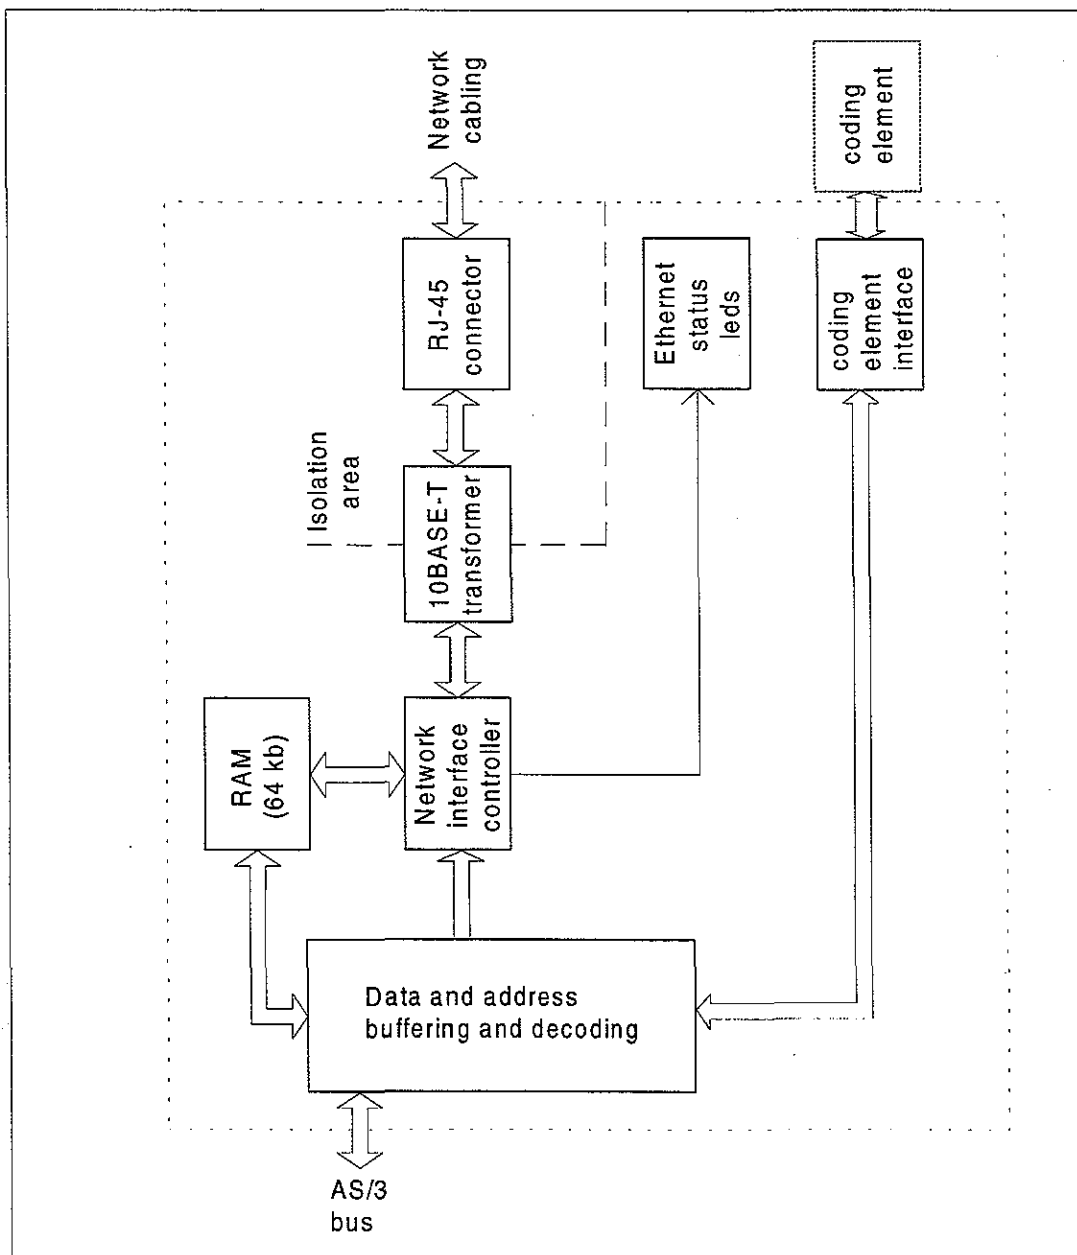 Network
cabling
coding
element
RJ-45
connector
Ethernet
status
leds
coding
element
interface
Isolation
area
10BASE-T
transformer
RAM
(64 kb)
Network
interface
controller
Data and address
buffering and decoding
AS/3
bus